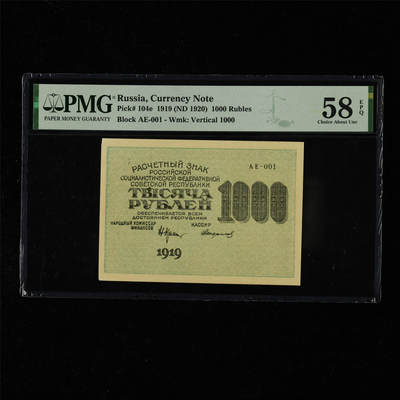 PMG
PAPER MONEY GUARANTY
Russia, Currency Note
Pick# 104e 1919 (ND 1920) 1000 Rubles
Block AE-001 - Wmk: Vertical 1000
58
EPQ
Choice About Unc
РАСЧЕТНЫЙ ЗНАК
РОССИЙСКОЙ
СОЦИАЛИСТИЧЕСКОЙ ФЕДЕРАТИВНОЙ
СОВЕТСКОЙ РЕСПУБЛИКИ
ТЫСЯЧА
РУБЛЕЙ
ОБЕСПЕЧИВАЕТСЯ ВСЕМ
ДОСТОЯНИЕМ РЕСПУБЛИКИ
АЕ-001
1000
НАРОДНЫЙ КОМИССАР
ФИНАНСОВ
КАССИР
1919